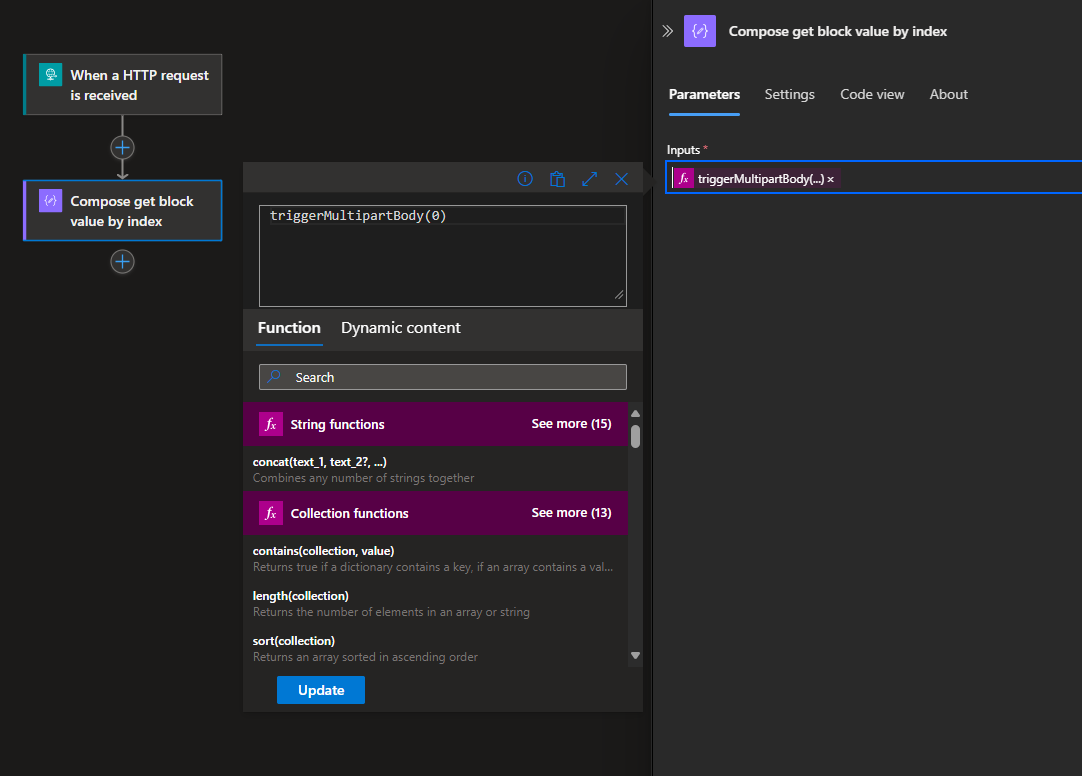 When a HTTP request
is received
Compose get block
value by index
triggerMultipartBody(0)
Function
Dynamic content
Search
fx String functions See more (15)
concat(text_1, text_2?, ...)
Combines any number of strings together
fx Collection functions See more (13)
contains(collection, value)
Returns true if a dictionary contains a key, if an array contains a val...
length(collection)
Returns the number of elements in an array or string
sort(collection)
Returns an array sorted in ascending order
Update
Compose get block value by index
Parameters Settings Code view About
Inputs *
fx triggerMultipartBody(...) ×